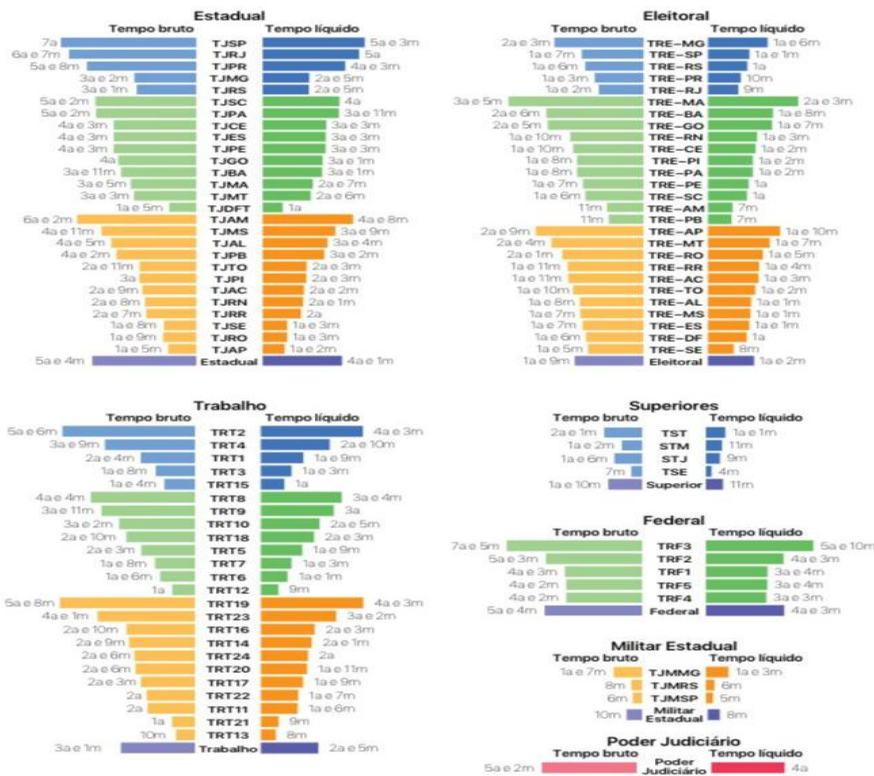 Estadual
Tempo bruto Tempo líquido
7a TJSP 5a e 3m
6a e 7m TJRJ 5a
5a e 8m TJPR 4a e 3m
3a e 2m TJMG 2a e 5m
3a e 1m TJRS 2a e 5m
5a e 2m TJSC 4a
5a e 2m TJPA 3a e 11m
4a e 3m TJCE 3a e 3m
4a e 3m TJES 3a e 3m
4a e 3m TJPE 3a e 3m
4a TJGO 3a e 1m
3a e 11m TJBA 3a e 1m
3a e 5m TJMA 2a e 7m
3a e 3m TJMT 2a e 6m
1a e 5m TJDFT 1a
6a e 2m TJAM 4a e 8m
4a e 11m TJMS 3a e 9m
4a e 5m TJAL 3a e 4m
4a e 2m TJPB 3a e 2m
2a e 11m TJTO 2a e 3m
3a TJPI 2a e 3m
2a e 9m TJAC 2a e 2m
2a e 8m TJRN 2a e 1m
2a e 7m TJRR 2a
1a e 8m TJSE 1a e 3m
1a e 9m TJRO 1a e 3m
1a e 5m TJAP 1a e 2m
5a e 4m Estadual 4a e 1m
Eleitoral
Tempo bruto Tempo líquido
2a e 3m TRE-MG 1a e 6m
1a e 7m TRE-SP 1a e 1m
1a e 6m TRE-RS 1a
1a e 3m TRE-PR 10m
1a e 2m TRE-RJ 9m
3a e 5m TRE-MA 2a e 3m
2a e 6m TRE-BA 1a e 8m
2a e 5m TRE-GO 1a e 7m
1a e 10m TRE-RN 1a e 3m
1a e 10m TRE-CE 1a e 2m
1a e 8m TRE-PI 1a e 2m
1a e 8m TRE-PA 1a e 2m
1a e 7m TRE-PE 1a
1a e 6m TRE-SC 1a
11m TRE-AM 7m
11m TRE-PB 7m
2a e 9m TRE-AP 1a e 10m
2a e 4m TRE-MT 1a e 7m
2a e 1m TRE-RO 1a e 5m
1a e 11m TRE-RR 1a e 4m
1a e 11m TRE-AC 1a e 3m
1a e 10m TRE-TO 1a e 2m
1a e 8m TRE-AL 1a e 1m
1a e 7m TRE-MS 1a e 1m
1a e 7m TRE-ES 1a e 1m
1a e 6m TRE-DF 1a
1a e 5m TRE-SE 8m
1a e 9m Eleitoral 1a e 2m
Trabalho
Tempo bruto Tempo líquido
5a e 6m TRT2 4a e 3m
3a e 9m TRT4 2a e 10m
2a e 4m TRT1 1a e 9m
1a e 8m TRT3 1a e 3m
1a e 4m TRT15 1a
4a e 4m TRT8 3a e 4m
3a e 11m TRT9 3a
3a e 2m TRT10 2a e 5m
2a e 10m TRT18 2a e 3m
2a e 3m TRT5 1a e 9m
1a e 8m TRT7 1a e 3m
1a e 6m TRT6 1a e 1m
1a TRT12 9m
5a e 8m TRT19 4a e 3m
4a e 1m TRT23 3a e 2m
2a e 10m TRT16 2a e 3m
2a e 9m TRT14 2a e 1m
2a e 6m TRT24 2a
2a e 6m TRT20 1a e 11m
2a e 3m TRT17 1a e 9m
2a TRT22 1a e 7m
2a TRT11 1a e 6m
1a TRT21 9m
10m TRT13 8m
3a e 1m Trabalho 2a e 5m
Superiores
Tempo bruto Tempo líquido
2a e 1m TST 1a e 1m
1a e 2m STM 11m
1a e 6m STJ 9m
7m TSE 4m
1a e 10m Superior 11m
Federal
Tempo bruto Tempo líquido
7a e 5m TRF3 5a e 10m
5a e 3m TRF2 4a e 3m
4a e 3m TRF1 3a e 4m
4a e 2m TRF5 3a e 4m
4a e 2m TRF4 3a e 3m
5a e 4m Federal 4a e 3m
Militar Estadual
Tempo bruto Tempo líquido
1a e 7m TJMMG 1a e 3m
8m TJMRS 6m
6m TJMSP 5m
10m Militar Estadual 8m
Poder Judiciário
Tempo bruto Tempo líquido
5a e 2m Poder Judiciário 4a